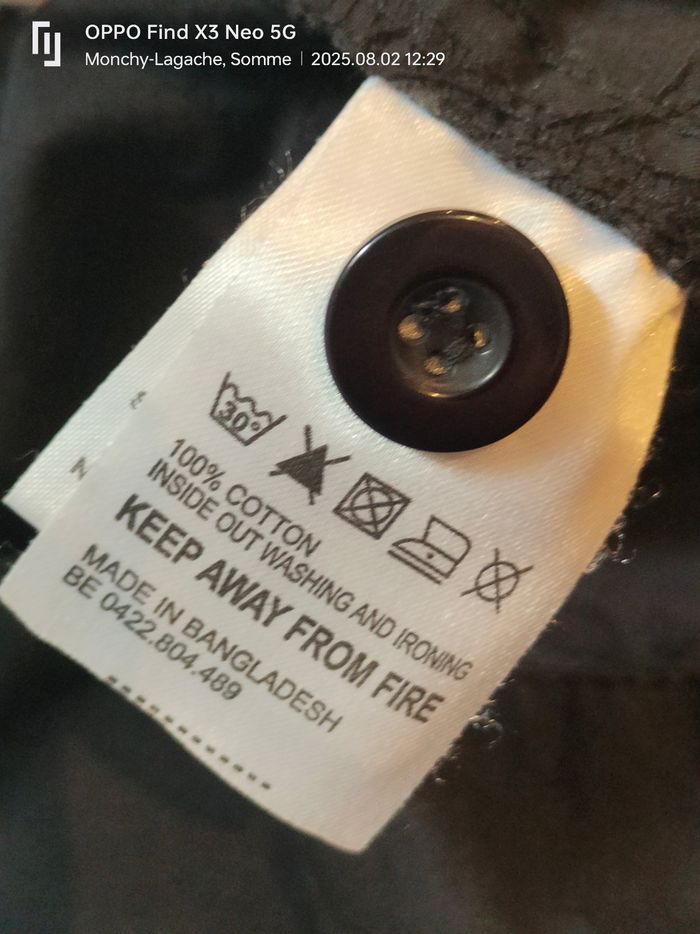 OPPO Find X3 Neo 5G
Monchy-Lagache, Somme | 2025.08.02 12:29
30°
100% COTTON
INSIDE OUT WASHING AND IRONING
KEEP AWAY FROM FIRE
MADE IN BANGLADESH
BE 0422.804.489